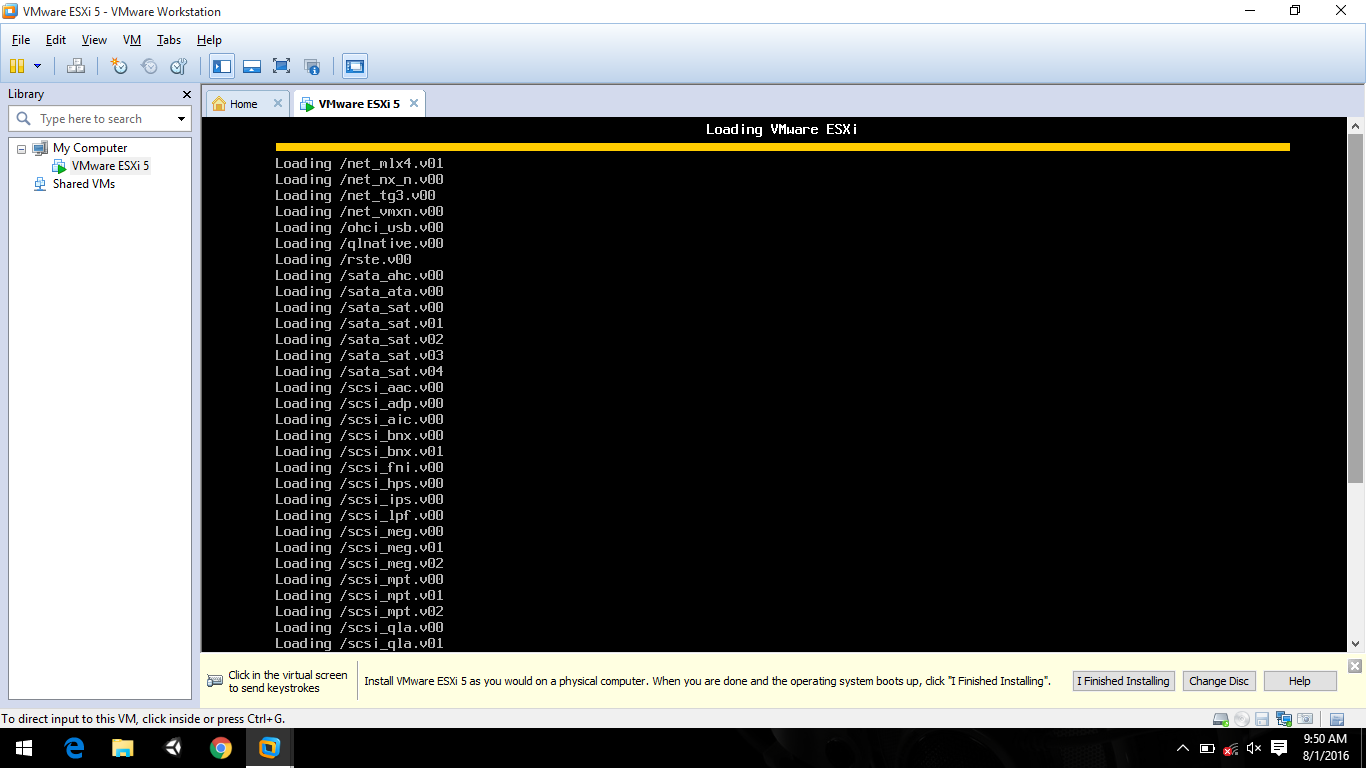 VMware ESXi 5 - VMware Workstation
File Edit View VM Tabs Help
Library
Type here to search
My Computer
VMware ESXi 5
Shared VMs
Home
VMware ESXi 5
Loading VMware ESXi
Loading /net_mlx4.v01
Loading /net_nx_n.v00
Loading /net_tg3.v00
Loading /net_vmxn.v00
Loading /ohci_usb.v00
Loading /qlnative.v00
Loading /rste.v00
Loading /sata_ahc.v00
Loading /sata_ata.v00
Loading /sata_sat.v00
Loading /sata_sat.v01
Loading /sata_sat.v02
Loading /sata_sat.v03
Loading /sata_sat.v04
Loading /scsi_aac.v00
Loading /scsi_adp.v00
Loading /scsi_aic.v00
Loading /scsi_bnx.v00
Loading /scsi_bnx.v01
Loading /scsi_fni.v00
Loading /scsi_hps.v00
Loading /scsi_ips.v00
Loading /scsi_lpf.v00
Loading /scsi_meg.v00
Loading /scsi_meg.v01
Loading /scsi_meg.v02
Loading /scsi_mpt.v00
Loading /scsi_mpt.v01
Loading /scsi_mpt.v02
Loading /scsi_qla.v00
Loading /scsi_qla.v01
Click in the virtual screen
to send keystrokes
Install VMware ESXi 5 as you would on a physical computer. When you are done and the operating system boots up, click "I Finished Installing".
I Finished Installing
Change Disc
Help
To direct input to this VM, click inside or press Ctrl+G.
9:50 AM
8/1/2016